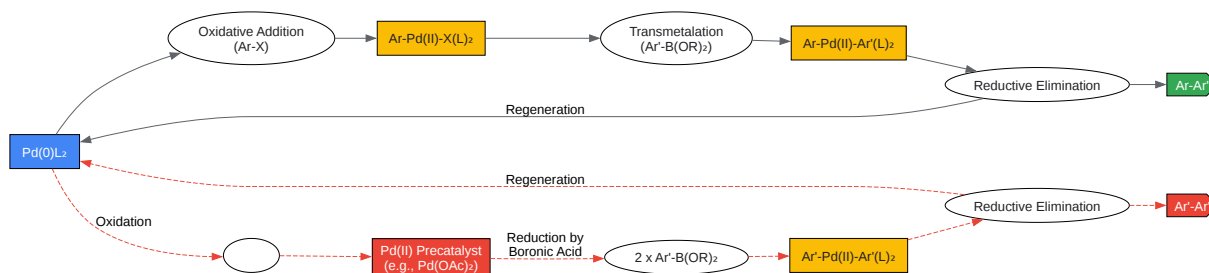 Oxidative Addition
(Ar-X)
Ar-Pd(II)-X(L)₂
Transmetalation
(Ar'-B(OR)₂)
Ar-Pd(II)-Ar'(L)₂
Reductive Elimination
Ar-Ar'
Regeneration
Pd(0)L₂
Regeneration
Reductive Elimination
Ar'-Ar'
Oxidation
Pd(II) Precatalyst
(e.g., Pd(OAc)₂)
Reduction by
Boronic Acid
2 x Ar'-B(OR)₂
Ar'-Pd(II)-Ar'(L)₂